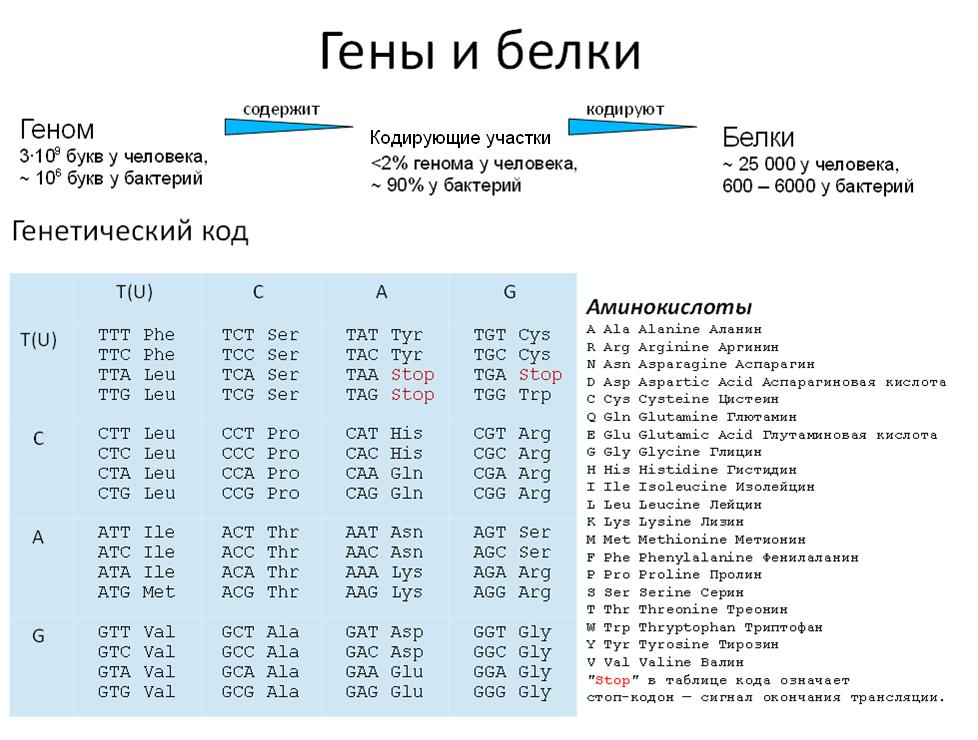 Гены и белки
содержит
кодируют
Геном
3·10⁹ букв у человека,
~ 10⁶ букв у бактерий
Кодирующие участки
<2% генома у человека,
~ 90% у бактерий
Белки
~ 25 000 у человека,
600 – 6000 у бактерий
Генетический код
T(U) C A G
T(U)
TTT Phe TCT Ser TAT Tyr TGT Cys
TTC Phe TCC Ser TAC Tyr TGC Cys
TTA Leu TCA Ser TAA Stop TGA Stop
TTG Leu TCG Ser TAG Stop TGG Trp
C
CTT Leu CCT Pro CAT His CGT Arg
CTC Leu CCC Pro CAC His CGC Arg
CTA Leu CCA Pro CAA Gln CGA Arg
CTG Leu CCG Pro CAG Gln CGG Arg
A
ATT Ile ACT Thr AAT Asn AGT Ser
ATC Ile ACC Thr AAC Asn AGC Ser
ATA Ile ACA Thr AAA Lys AGA Arg
ATG Met ACG Thr AAG Lys AGG Arg
G
GTT Val GCT Ala GAT Asp GGT Gly
GTC Val GCC Ala GAC Asp GGC Gly
GTA Val GCA Ala GAA Glu GGA Gly
GTG Val GCG Ala GAG Glu GGG Gly
Аминокислоты
A Ala Alanine Аланин
R Arg Arginine Аргинин
N Asn Asparagine Аспарагин
D Asp Aspartic Acid Аспарагиновая кислота
C Cys Cysteine Цистеин
Q Gln Glutamine Глютамин
E Glu Glutamic Acid Глутаминовая кислота
G Gly Glycine Глицин
H His Histidine Гистидин
I Ile Isoleucine Изолейцин
L Leu Leucine Лейцин
K Lys Lysine Лизин
M Met Methionine Метионин
F Phe Phenylalanine Фенилаланин
P Pro Proline Пролин
S Ser Serine Серин
T Thr Threonine Треонин
W Trp Thryptophan Триптофан
Y Tyr Tyrosine Тирозин
V Val Valine Валин
"Stop" в таблице кода означает
стоп-кодон — сигнал окончания трансляции.